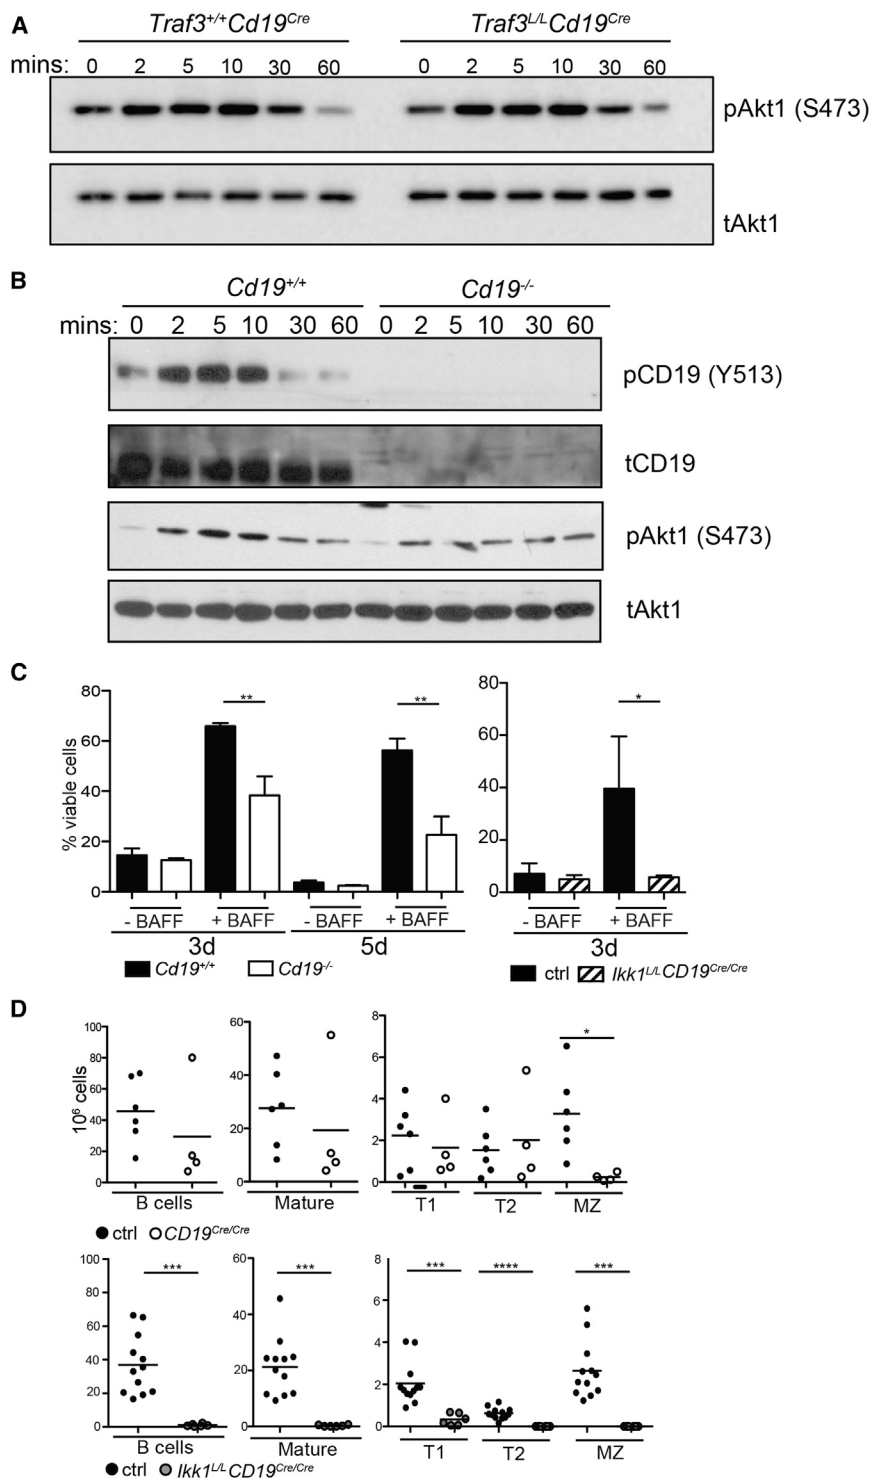 A
Traf3+/+Cd19Cre Traf3L/LCd19Cre
mins: 0 2 5 10 30 60 0 2 5 10 30 60
pAkt1 (S473)
tAkt1
B
Cd19+/+ Cd19-/-
mins: 0 2 5 10 30 60 0 2 5 10 30 60
pCD19 (Y513)
tCD19
pAkt1 (S473)
tAkt1
C
% viable cells
80
60
40
20
0
** **
- BAFF + BAFF - BAFF + BAFF
3d 5d
Cd19+/+ Cd19-/-
80
60
40
20
0
*
- BAFF + BAFF
3d
ctrl Ikk1L/LCD19Cre/Cre
D
10⁶ cells
100
80
60
40
20
0
B cells
60
40
20
0
Mature
8
6
4
2
0
*
T1 T2 MZ
ctrl CD19Cre/Cre
100
80
60
40
20
0
***
B cells
60
40
20
0
***
Mature
8
6
4
2
0
*** **** ***
T1 T2 MZ
ctrl Ikk1L/LCD19Cre/Cre